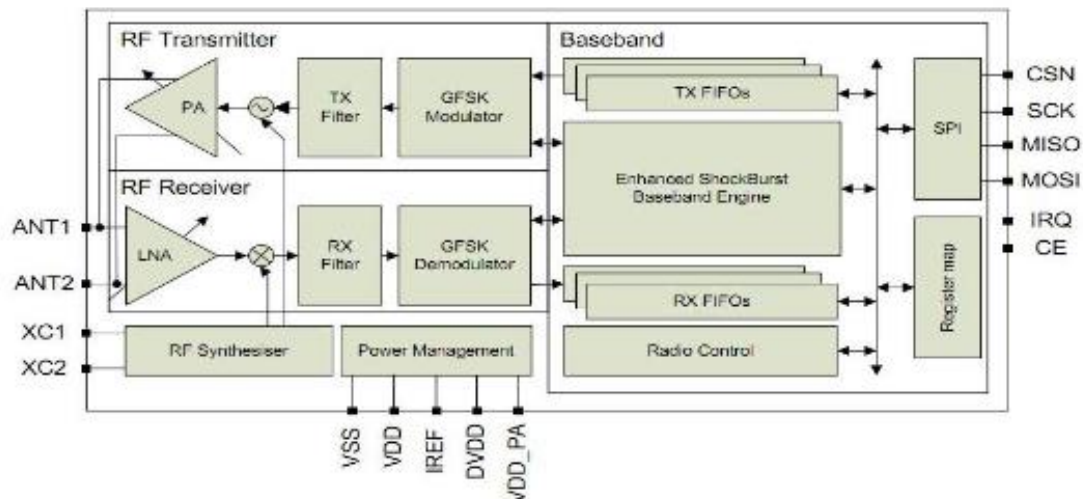 RF Transmitter
Baseband
PA
TX
Filter
GFSK
Modulator
TX FIFOs
SPI
CSN
SCK
MISO
MOSI
Enhanced ShockBurst
Baseband Engine
RF Receiver
ANT1
ANT2
LNA
RX
Filter
GFSK
Demodulator
RX FIFOs
Register map
IRQ
CE
XC1
XC2
RF Synthesiser
Power Management
Radio Control
VSS
VDD
IREF
DVDD
VDD_PA